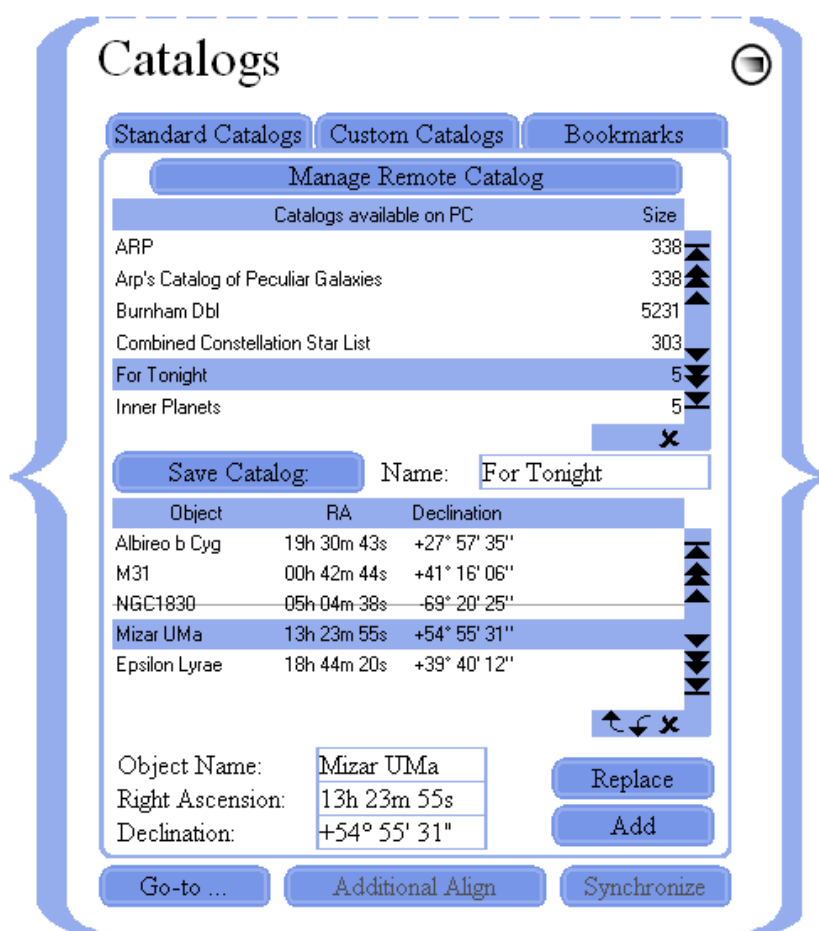 Catalogs
Standard Catalogs Custom Catalogs Bookmarks
Manage Remote Catalog
Catalogs available on PC Size
ARP 338
Arp's Catalog of Peculiar Galaxies 338
Burnham Dbl 5231
Combined Constellation Star List 303
For Tonight 5
Inner Planets 5
Save Catalog: Name: For Tonight
Object RA Declination
Albireo b Cyg 19h 30m 43s +27° 57' 35''
M31 00h 42m 44s +41° 16' 06''
NGC1830 05h 04m 38s -69° 20' 25''
Mizar UMa 13h 23m 55s +54° 55' 31''
Epsilon Lyrae 18h 44m 20s +39° 40' 12''
Object Name: Mizar UMa
Replace
Right Ascension: 13h 23m 55s
Declination: +54° 55' 31"
Add
Go-to ... Additional Align Synchronize